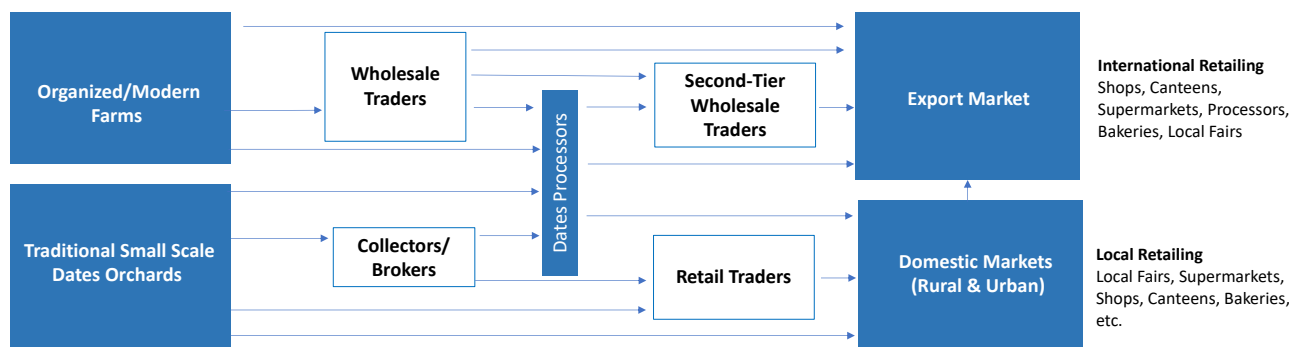 Organized/Modern
Farms
Wholesale
Traders
Dates Processors
Second-Tier
Wholesale
Traders
Export Market
International Retailing
Shops, Canteens,
Supermarkets, Processors,
Bakeries, Local Fairs
Traditional Small Scale
Dates Orchards
Collectors/
Brokers
Retail Traders
Domestic Markets
(Rural & Urban)
Local Retailing
Local Fairs, Supermarkets,
Shops, Canteens, Bakeries,
etc.